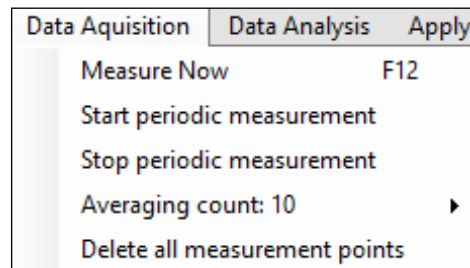 Data Aquisition Data Analysis Apply
Measure Now F12
Start periodic measurement
Stop periodic measurement
Averaging count: 10
Delete all measurement points